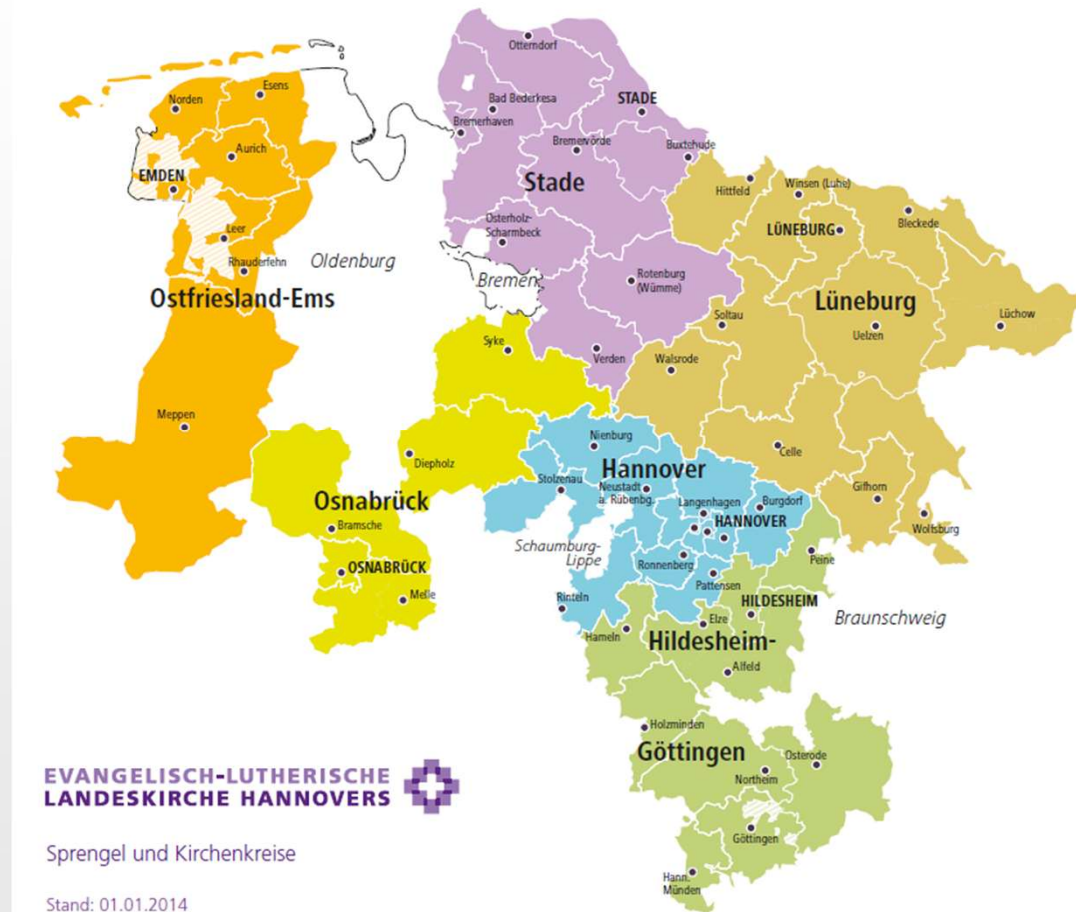 Otterndorf
Esens
Norden
Bad Bederkesa
STADE
Bremerhaven
Bremervörde
Buxtehude
Aurich
EMDEN
Stade
Hittfeld
Winsen (Luhe)
Bleckede
LÜNEBURG
Leer
Osterholz-
Scharmbeck
Oldenburg
Rhauderfehn
Bremen
Rotenburg
(Wümme)
Ostfriesland-Ems
Lüneburg
Soltau
Lüchow
Uelzen
Syke
Verden
Walsrode
Meppen
Nienburg
Celle
Diepholz
Hannover
Stolzenau
Neustadt
a. Rübenbg.
Gifhorn
Osnabrück
Langenhagen
Burgdorf
Wolfsburg
Bramsche
HANNOVER
Schaumburg-
Lippe
Peine
Ronnenberg
OSNABRÜCK
Pattensen
Melle
Rinteln
HILDESHEIM
Braunschweig
Elze
Hameln
Hildesheim-
Alfeld
Holzminden
Göttingen
Osterode
Northeim
EVANGELISCH-LUTHERISCHE
LANDESKIRCHE HANNOVERS
Göttingen
Sprengel und Kirchenkreise
Hann.
Münden
Stand: 01.01.2014